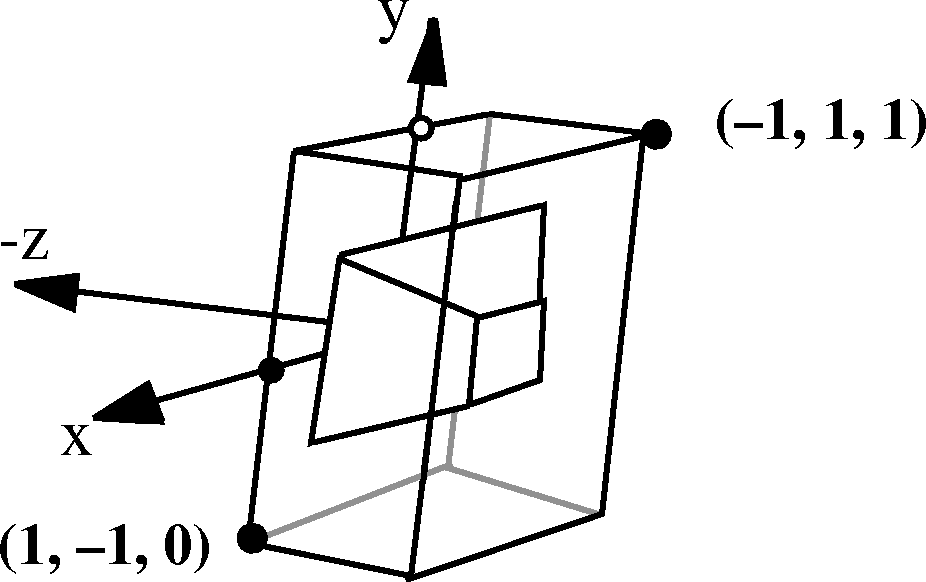 y
(–1, 1, 1)
-z
x
(1, –1, 0)